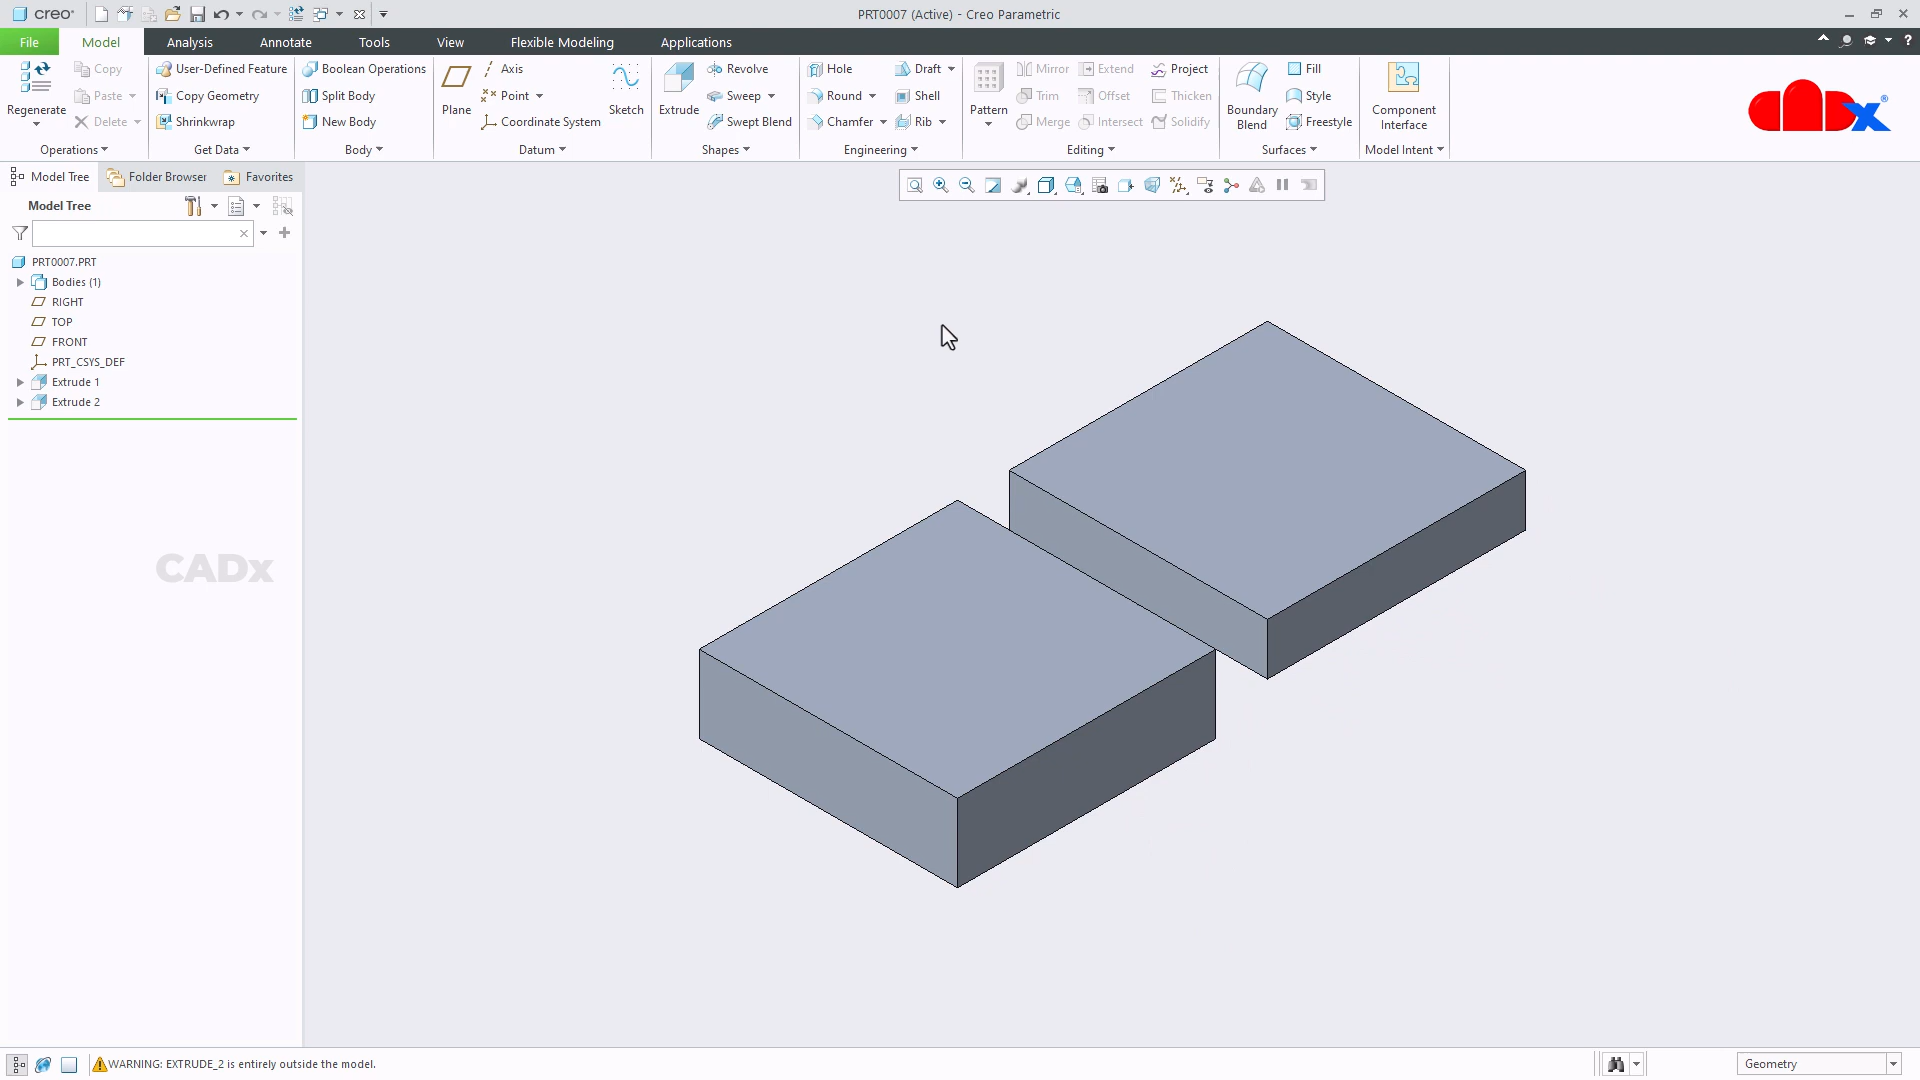 creo®
PRT0007 (Active) - Creo Parametric
File
Model
Analysis
Annotate
Tools
View
Flexible Modeling
Applications
?
Regenerate
Copy
Paste
Delete
Operations
User-Defined Feature
Copy Geometry
Shrinkwrap
Get Data
Boolean Operations
Split Body
New Body
Body
Plane
Axis
Point
Coordinate System
Sketch
Datum
Extrude
Revolve
Sweep
Swept Blend
Shapes
Hole
Round
Chamfer
Draft
Shell
Rib
Engineering
Pattern
Mirror
Trim
Merge
Extend
Offset
Intersect
Project
Thicken
Solidify
Editing
Boundary
Blend
Fill
Style
Freestyle
Surfaces
Component
Interface
Model Intent
CADx®
Model Tree
Folder Browser
Favorites
Model Tree
PRT0007.PRT
Bodies (1)
RIGHT
TOP
FRONT
PRT_CSYS_DEF
Extrude 1
Extrude 2
CADx
WARNING: EXTRUDE_2 is entirely outside the model.
Geometry